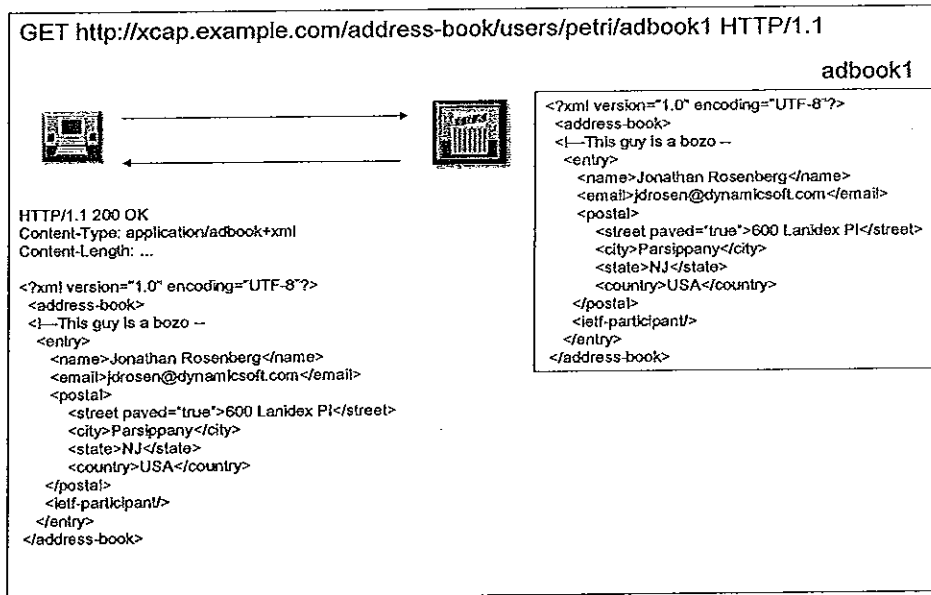 GET http://xcap.example.com/address-book/users/petri/adbook1 HTTP/1.1
adbook1
<?xml version="1.0" encoding="UTF-8"?>
<address-book>
<!—This guy is a bozo –
<entry>
<name>Jonathan Rosenberg</name>
<email>jdrosen@dynamicsoft.com</email>
<postal>
<street paved="true">600 Lanidex Pl</street>
<city>Parsippany</city>
<state>NJ</state>
<country>USA</country>
</postal>
<ietf-participant/>
</entry>
</address-book>
HTTP/1.1 200 OK
Content-Type: application/adbook+xml
Content-Length: ...
<?xml version="1.0" encoding="UTF-8"?>
<address-book>
<!—This guy is a bozo –
<entry>
<name>Jonathan Rosenberg</name>
<email>jdrosen@dynamicsoft.com</email>
<postal>
<street paved="true">600 Lanidex Pl</street>
<city>Parsippany</city>
<state>NJ</state>
<country>USA</country>
</postal>
<ietf-participant/>
</entry>
</address-book>